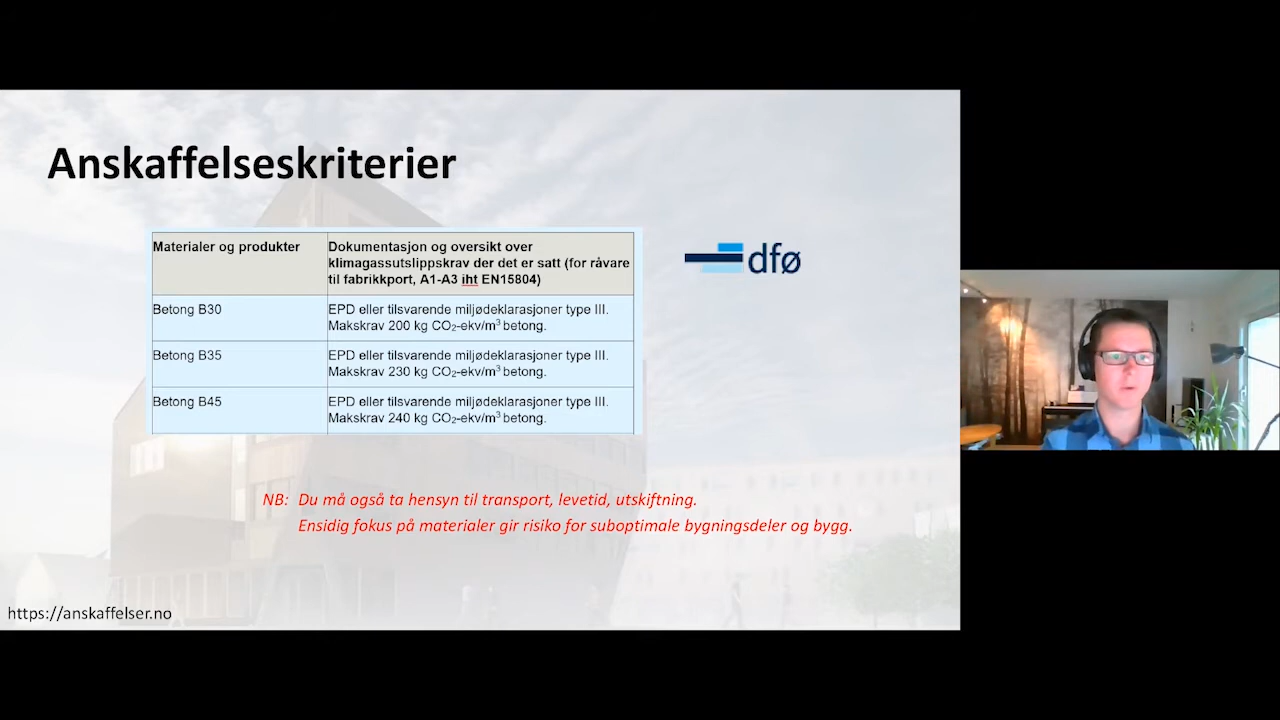 Anskaffelseskriterier
Materialer og produkter
Dokumentasjon og oversikt over
klimagassutslippskrav der det er satt (for råvare
til fabrikkport, A1-A3 iht EN15804)
Betong B30
EPD eller tilsvarende miljødeklarasjoner type III.
Makskrav 200 kg CO₂-ekv/m³ betong.
Betong B35
EPD eller tilsvarende miljødeklarasjoner type III.
Makskrav 230 kg CO₂-ekv/m³ betong.
Betong B45
EPD eller tilsvarende miljødeklarasjoner type III.
Makskrav 240 kg CO₂-ekv/m³ betong.
dfø
NB: Du må også ta hensyn til transport, levetid, utskiftning.
Ensidig fokus på materialer gir risiko for suboptimale bygningsdeler og bygg.
https://anskaffelser.no